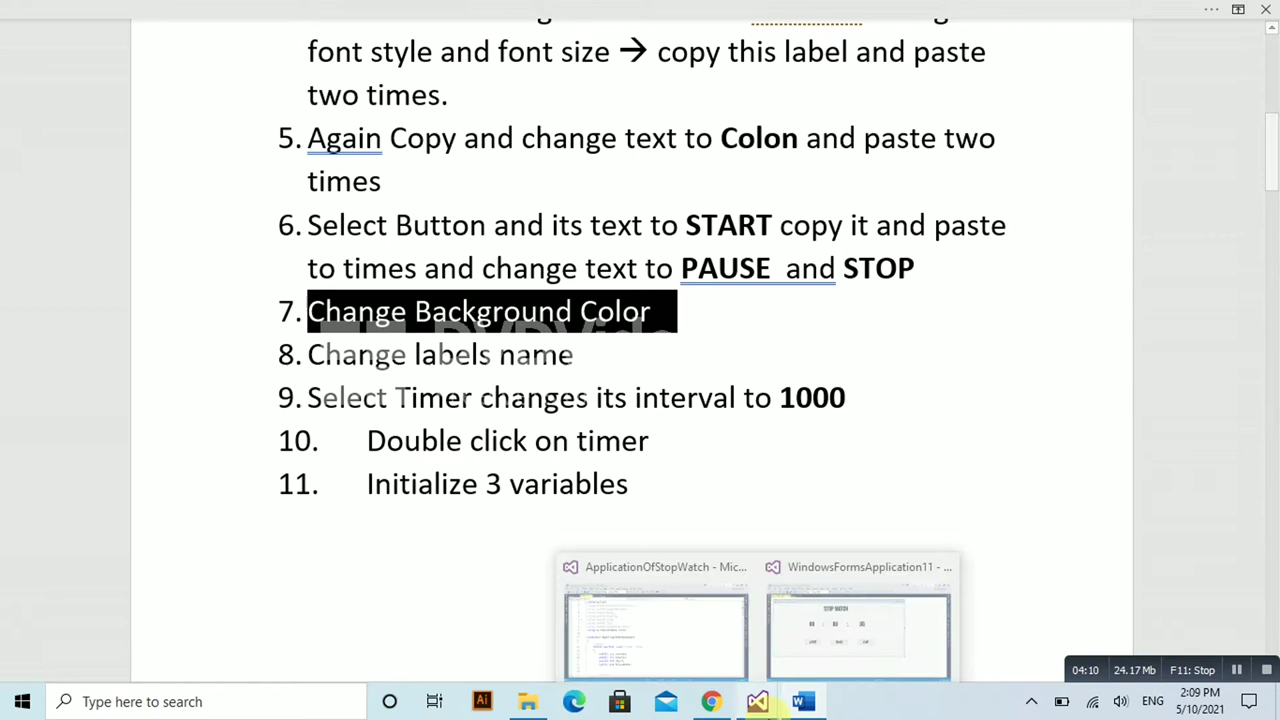 font style and font size → copy this label and paste
two times.
5. Again Copy and change text to Colon and paste two
times
6. Select Button and its text to START copy it and paste
to times and change text to PAUSE and STOP
7. Change Background Color
8. Change labels name
9. Select Timer changes its interval to 1000
10. Double click on timer
11. Initialize 3 variables
ApplicationOfStopWatch - Mic... WindowsFormsApplication11 - ...
STOP WATCH
04:10 24.17 Mb F11: Stop
Type here to search
ENG
2:09 PM
5/10/2021